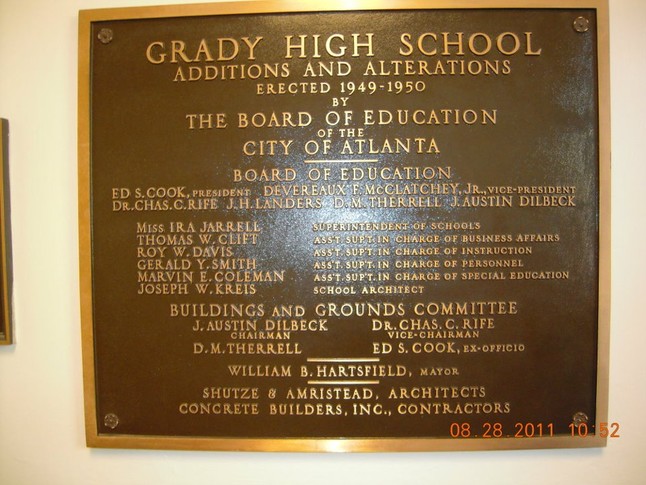 GRADY HIGH SCHOOL
ADDITIONS AND ALTERATIONS
ERECTED 1949-1950
BY
THE BOARD OF EDUCATION
OF THE
CITY OF ATLANTA
BOARD OF EDUCATION
ED S. COOK, PRESIDENT DEVEREAUX F. McCLATCHEY, JR., VICE-PRESIDENT
DR. CHAS. C. RIFE J. H. LANDERS D. M. THERRELL J. AUSTIN DILBECK
MISS. IRA JARRELL SUPERINTENDENT OF SCHOOLS
THOMAS W. CLIFT ASS'T. SUPT. IN CHARGE OF BUSINESS AFFAIRS
ROY W. DAVIS ASS'T. SUP'T. IN CHARGE OF INSTRUCTION
GERALD Y. SMITH ASS'T. SUP'T. IN CHARGE OF PERSONNEL
MARVIN E. COLEMAN ASS'T. SUP'T. IN CHARGE OF SPECIAL EDUCATION
JOSEPH W. KREIS SCHOOL ARCHITECT
BUILDINGS AND GROUNDS COMMITTEE
J. AUSTIN DILBECK DR. CHAS. C. RIFE
CHAIRMAN VICE-CHAIRMAN
D. M. THERRELL ED S. COOK, EX-OFFICIO
WILLIAM B. HARTSFIELD, MAYOR
SHUTZE & AMRISTEAD, ARCHITECTS
CONCRETE BUILDERS, INC., CONTRACTORS
08.28.2011 10:52